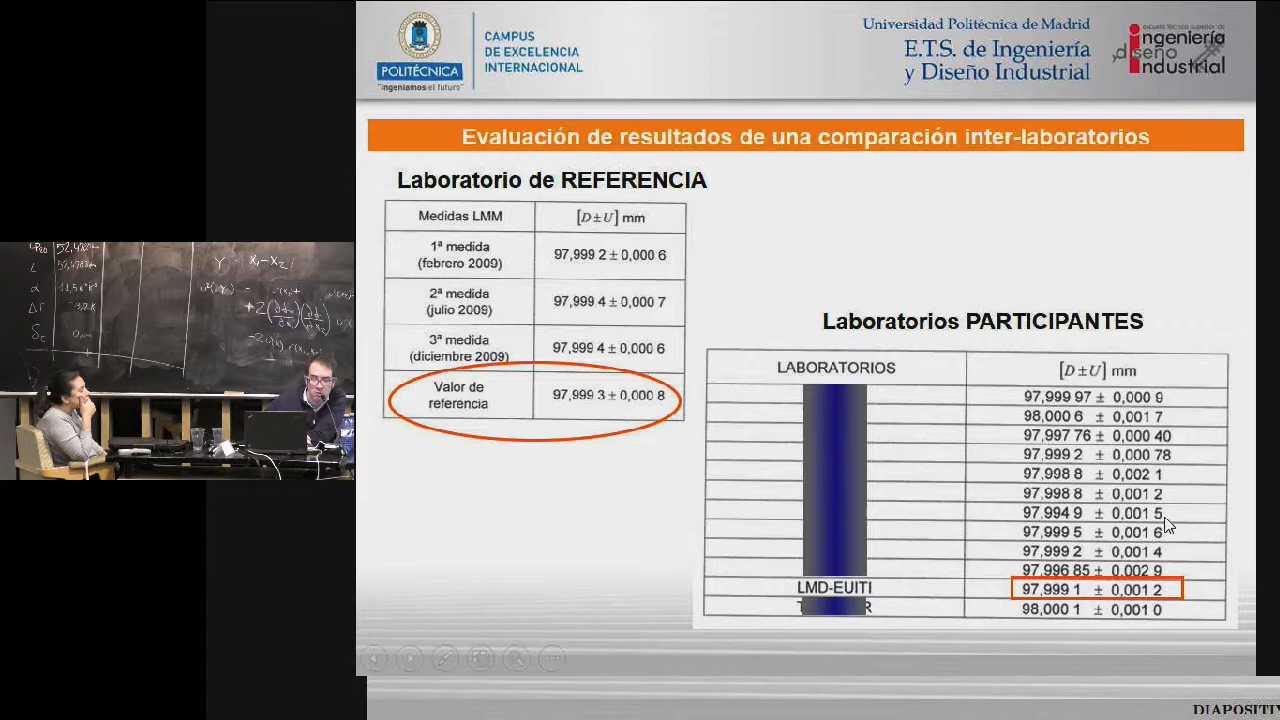 POLITÉCNICA
"Ingeniamos el futuro"
CAMPUS
DE EXCELENCIA
INTERNACIONAL
Universidad Politécnica de Madrid
E.T.S. de Ingeniería
y Diseño Industrial
escuela técnica superior de
ingeniería
diseño
industrial
Evaluación de resultados de una comparación inter-laboratorios
Laboratorio de REFERENCIA
Medidas LMM [D ± U] mm
1ª medida
(febrero 2009) 97,999 2 ± 0,000 6
2ª medida
(julio 2009) 97,999 4 ± 0,000 7
3ª medida
(diciembre 2009) 97,999 4 ± 0,000 6
Valor de
referencia 97,999 3 ± 0,000 8
Laboratorios PARTICIPANTES
LABORATORIOS [D ± U] mm
97,999 97 ± 0,000 9
98,000 6 ± 0,001 7
97,997 76 ± 0,000 40
97,999 2 ± 0,000 78
97,998 8 ± 0,002 1
97,998 8 ± 0,001 2
97,994 9 ± 0,001 5
97,999 5 ± 0,001 6
97,999 2 ± 0,001 4
97,996 85 ± 0,002 9
LMD-EUITI 97,999 1 ± 0,001 2
98,000 1 ± 0,001 0
DIAPOSITIV